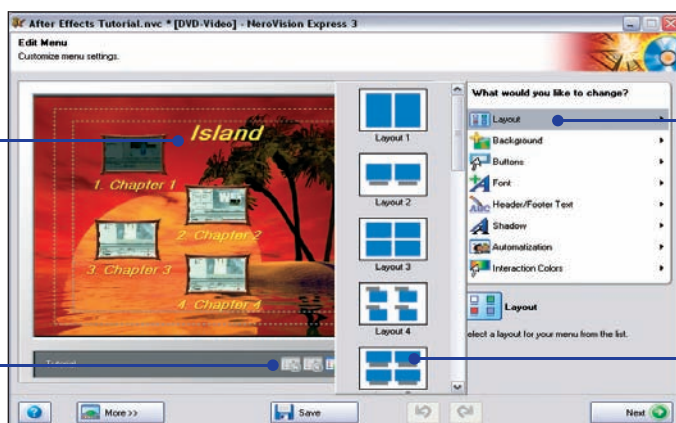 After Effects Tutorial.nvc *[DVD-Video] - NeroVision Express 3
Edit Menu
Customize menu settings.
Island
1. Chapter 1
2. Chapter 2
3. Chapter 3
4. Chapter 4
Tutorial
Layout 1
Layout 2
Layout 3
Layout 4
What would you like to change?
Layout
Background
Buttons
Font
Header/Footer Text
Shadow
Automatization
Interaction Colors
Layout
elect a layout for your menu from the list.
More >>
Save
Next